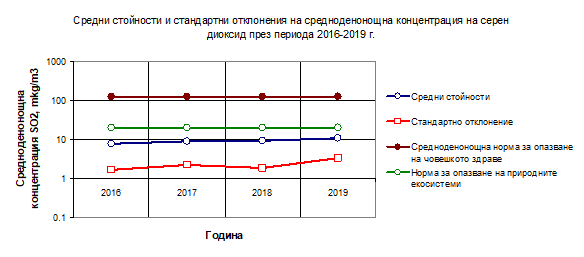 Средни стойности и стандартни отклонения на средноденонощна концентрация на серен
диоксид през периода 2016-2019 г.
Средноденонощна
концентрация SO2, mkg/m3
1000
100
10
1
0.1
2016 2017 2018 2019
Година
Средни стойности
Стандартно отклонение
Средноденонощна норма за опазване
на човешкото здраве
Норма за опазване на природните
екосистеми